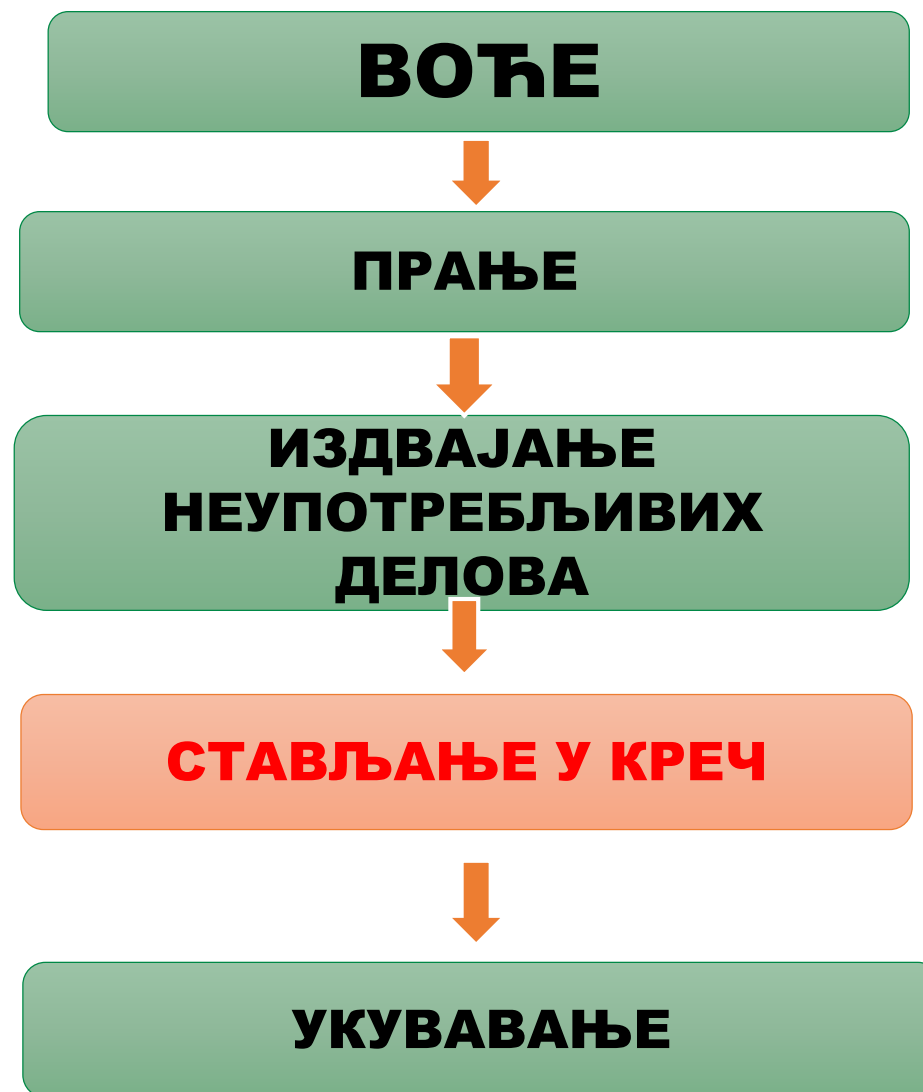 ВОЋЕ
ПРАЊЕ
ИЗДВАЈАЊЕ
НЕУПОТРЕБЉИВИХ
ДЕЛОВА
СТАВЉАЊЕ У КРЕЧ
УКУВАВАЊЕ